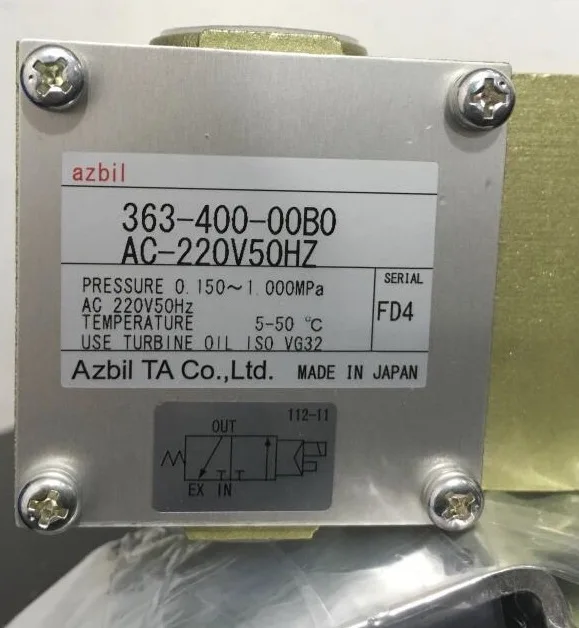 azbil
363-400-00B0
AC-220V50HZ
PRESSURE 0.150～1.000MPa
AC 220V50Hz
TEMPERATURE 5-50 ℃
USE TURBINE OIL ISO VG32
SERIAL
FD4
Azbil TA Co.,Ltd. MADE IN JAPAN
112-11
OUT
EX IN